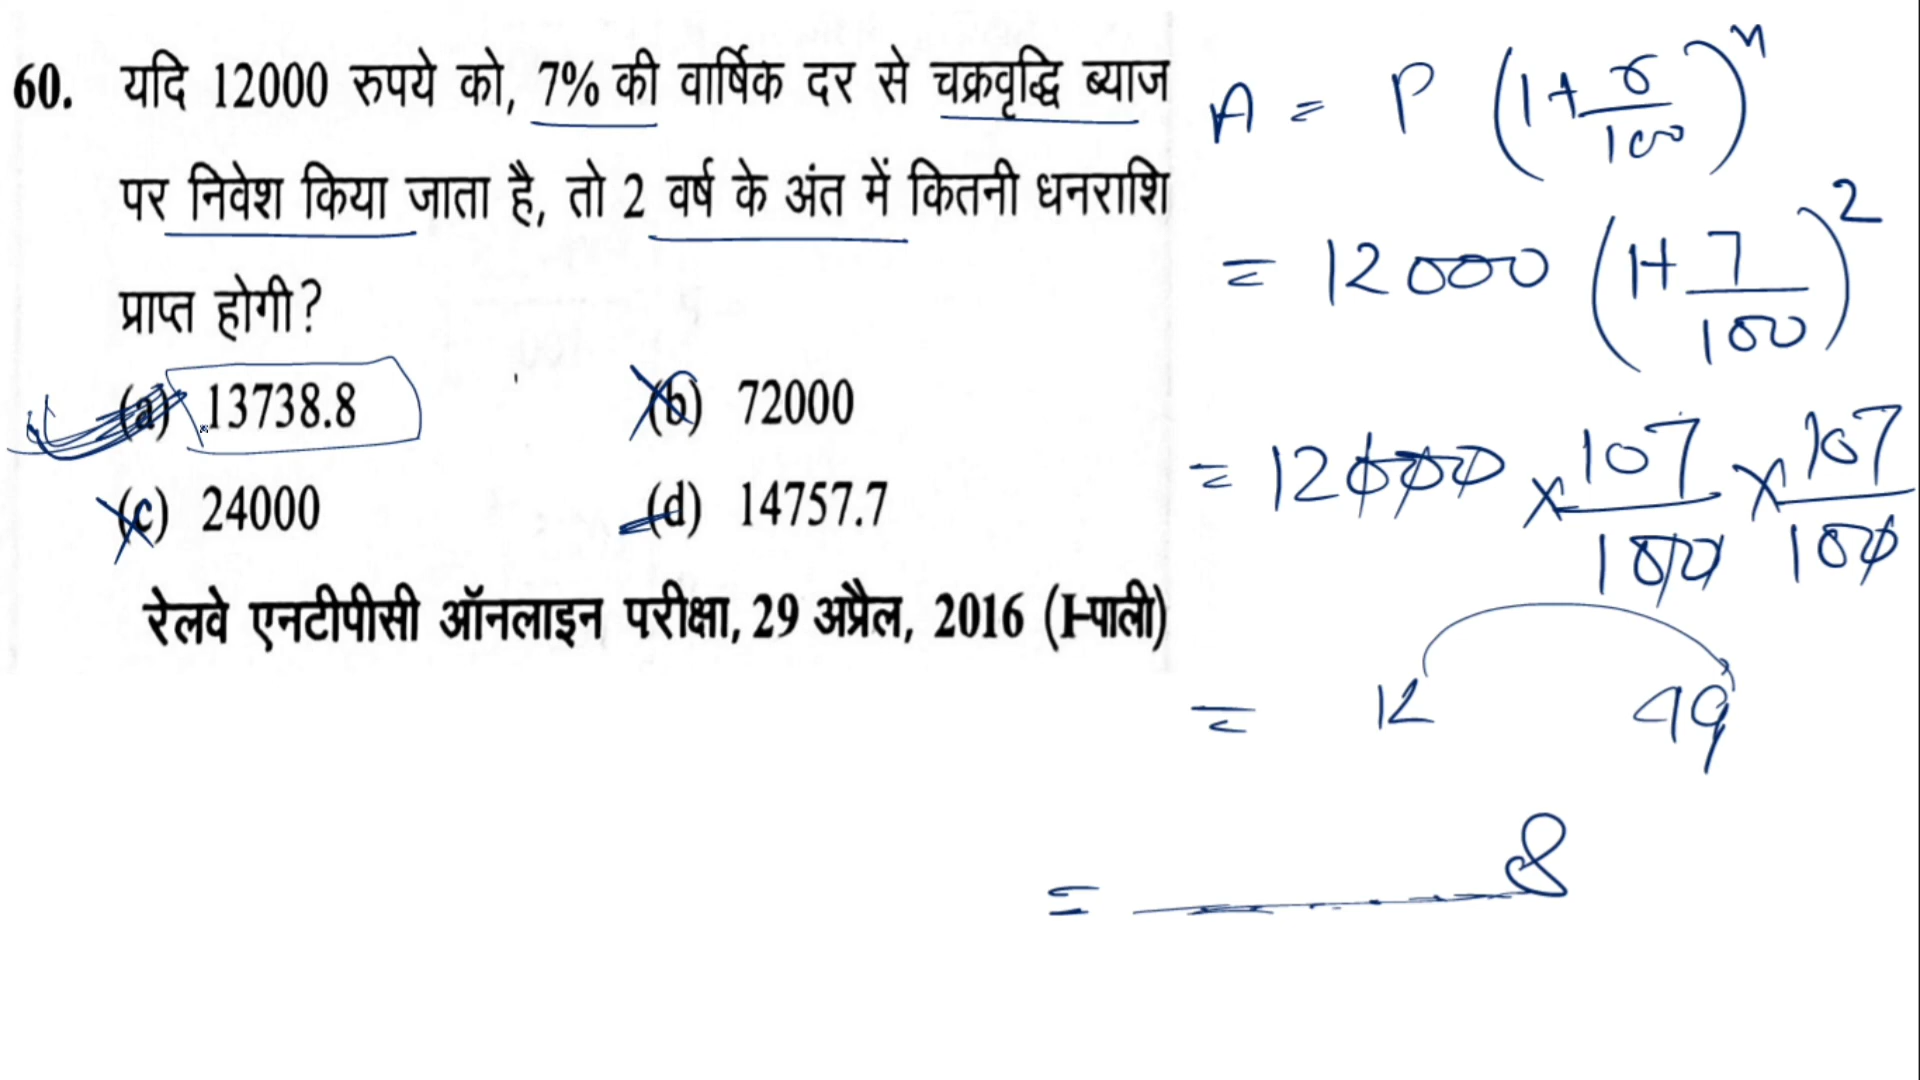 60. यदि 12000 रुपये को, 7% की वार्षिक दर से चक्रवृद्धि ब्याज
पर निवेश किया जाता है, तो 2 वर्ष के अंत में कितनी धनराशि
प्राप्त होगी?
(a) 13738.8 (b) 72000
(c) 24000 (d) 14757.7
रेलवे एनटीपीसी ऑनलाइन परीक्षा, 29 अप्रैल, 2016 (I-पाली)
A = P (1+ r/100)^n
= 12000 (1+ 7/100)^2
= 12000 × 107/100 × 107/100
= 12 49
= 8